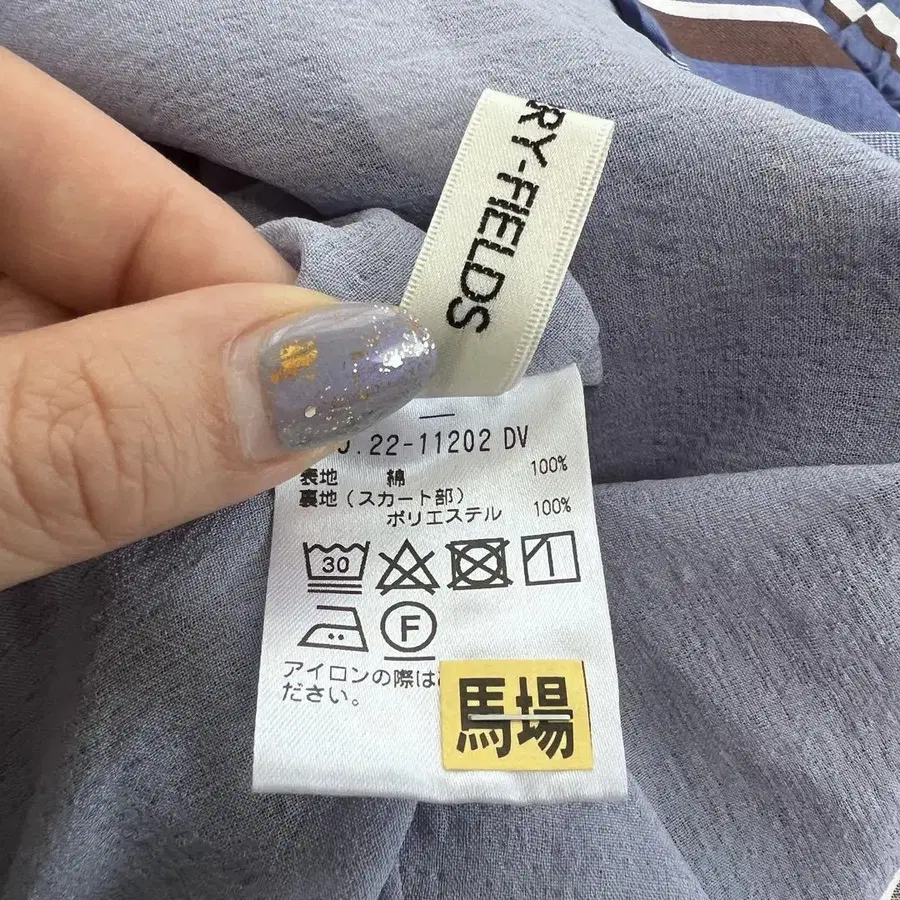 RY-FIELDS
.22-11202 DV
表地 綿 100%
裏地(スカート部)
ポリエステル 100%
30
F
アイロンの際は
ださい。
馬場